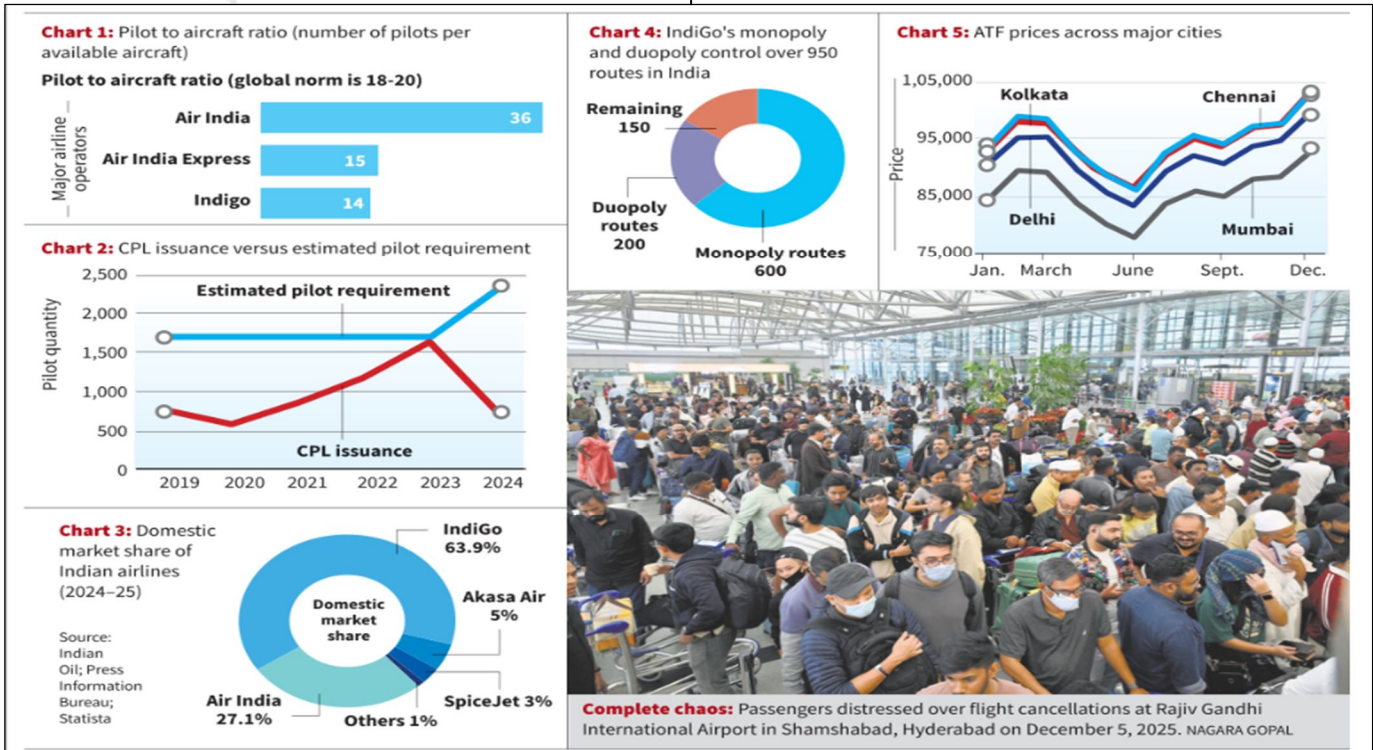 Chart 1: Pilot to aircraft ratio (number of pilots per
available aircraft)
Pilot to aircraft ratio (global norm is 18-20)
Major airline
operators
Air India
36
Air India Express
15
Indigo
14
Chart 2: CPL issuance versus estimated pilot requirement
Pilot quantity
2,500
2,000
1,500
1,000
500
0
Estimated pilot requirement
CPL issuance
2019
2020
2021
2022
2023
2024
Chart 3: Domestic
market share of
Indian airlines
(2024–25)
Source:
Indian
Oil; Press
Information
Bureau;
Statista
Domestic
market
share
IndiGo
63.9%
Akasa Air
5%
SpiceJet 3%
Others 1%
Air India
27.1%
Chart 4: IndiGo's monopoly
and duopoly control over 950
routes in India
Remaining
150
Duopoly
routes
200
Monopoly routes
600
Chart 5: ATF prices across major cities
Price
1,05,000
95,000
85,000
75,000
Kolkata
Chennai
Delhi
Mumbai
Jan.
March
June
Sept.
Dec.
Complete chaos: Passengers distressed over flight cancellations at Rajiv Gandhi
International Airport in Shamshabad, Hyderabad on December 5, 2025. NAGARA GOPAL